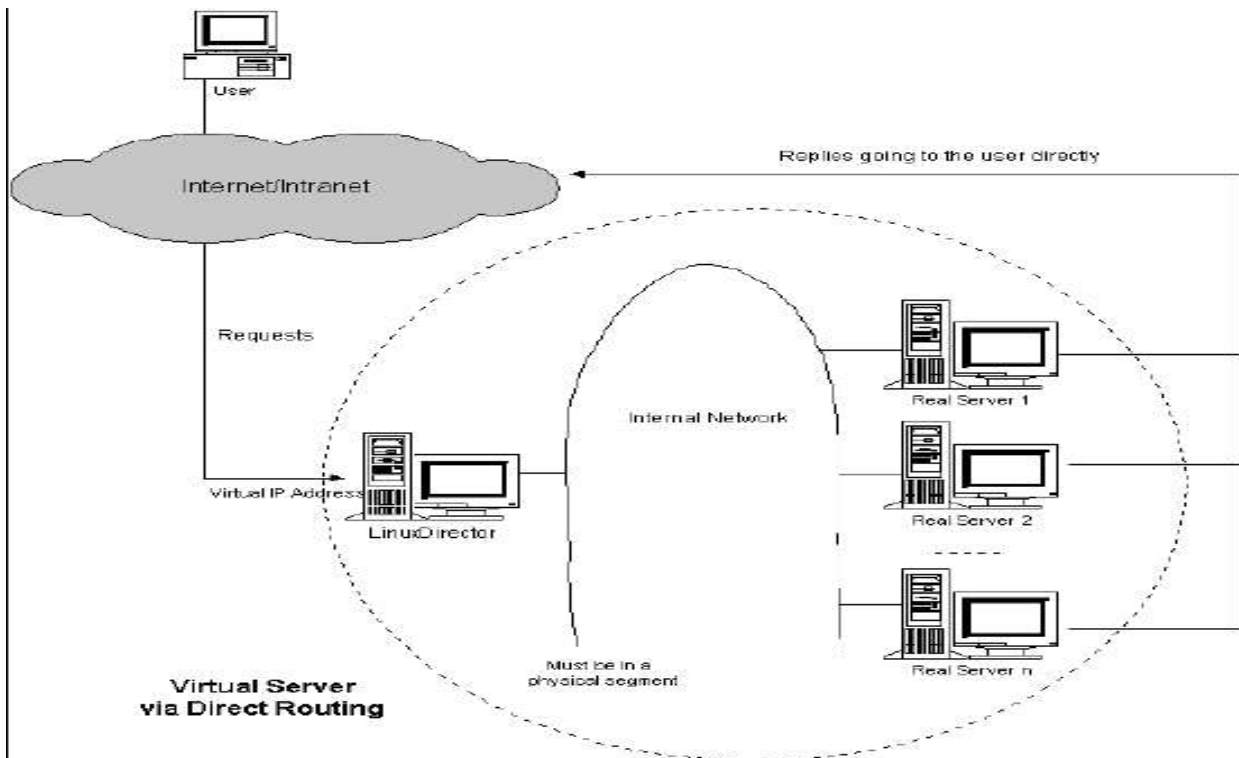 User
Internet/Intranet
Replies going to the user directly
Requests
Internal Network
Real Server 1
Virtual IP Address
LinuxDirector
Real Server 2
Real Server n
Must be in a
physical segment
Virtual Server
via Direct Routing